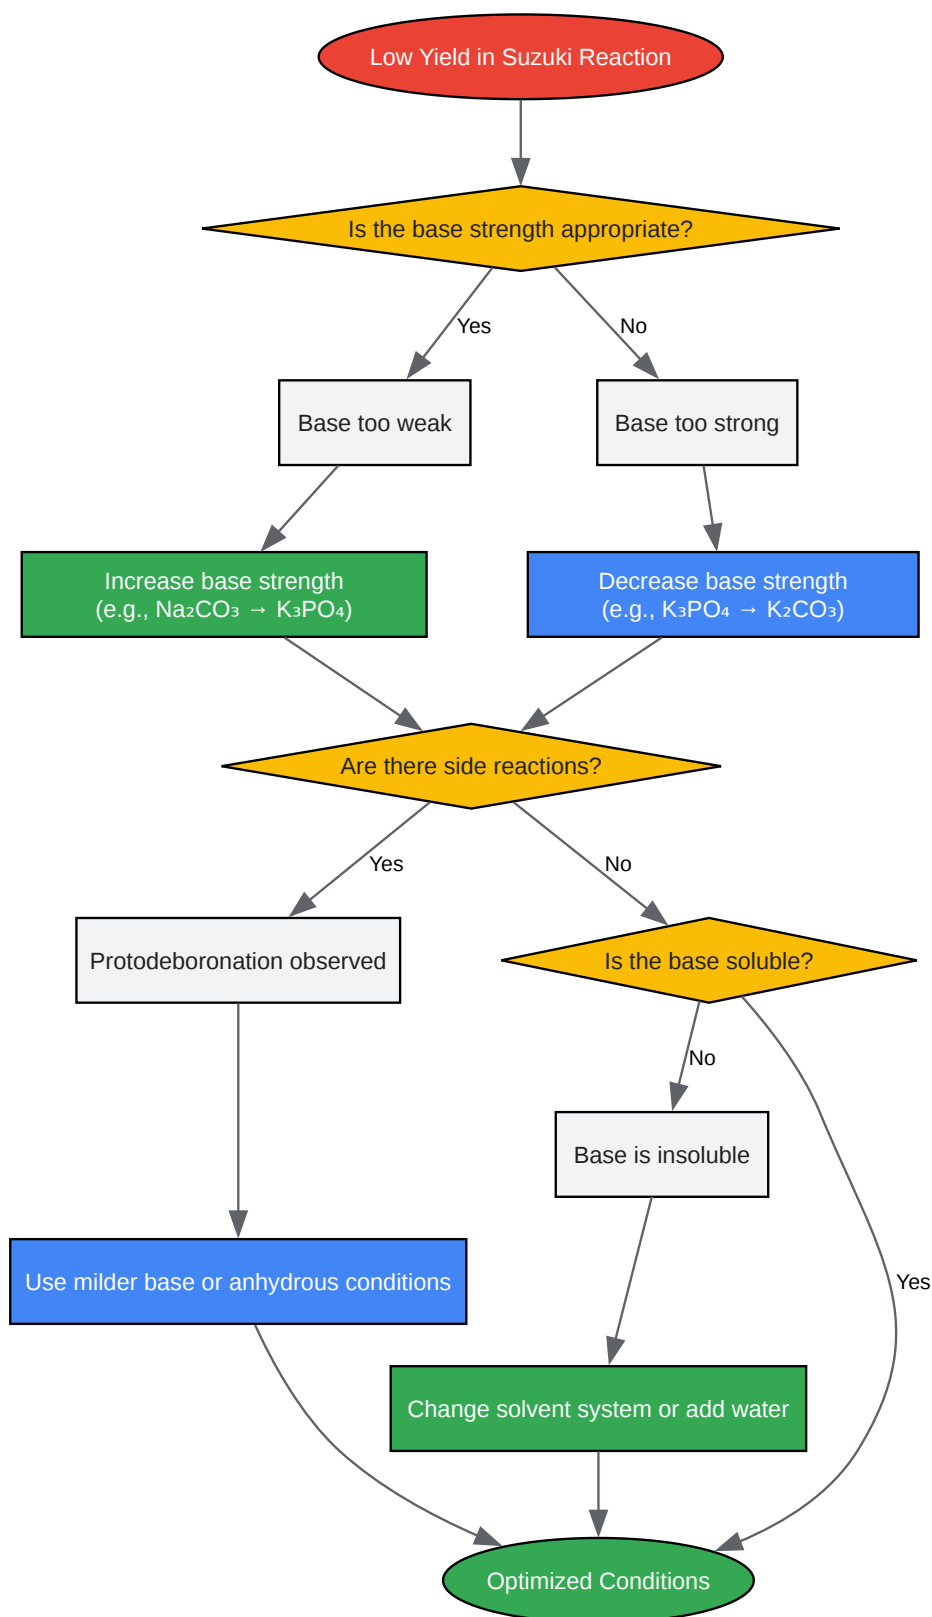 Low Yield in Suzuki Reaction
Is the base strength appropriate?
Yes
No
Base too weak
Base too strong
Increase base strength
(e.g., Na₂CO₃ → K₃PO₄)
Decrease base strength
(e.g., K₃PO₄ → K₂CO₃)
Are there side reactions?
Yes
No
Protodeboronation observed
Is the base soluble?
No
Base is insoluble
Use milder base or anhydrous conditions
Yes
Change solvent system or add water
Optimized Conditions